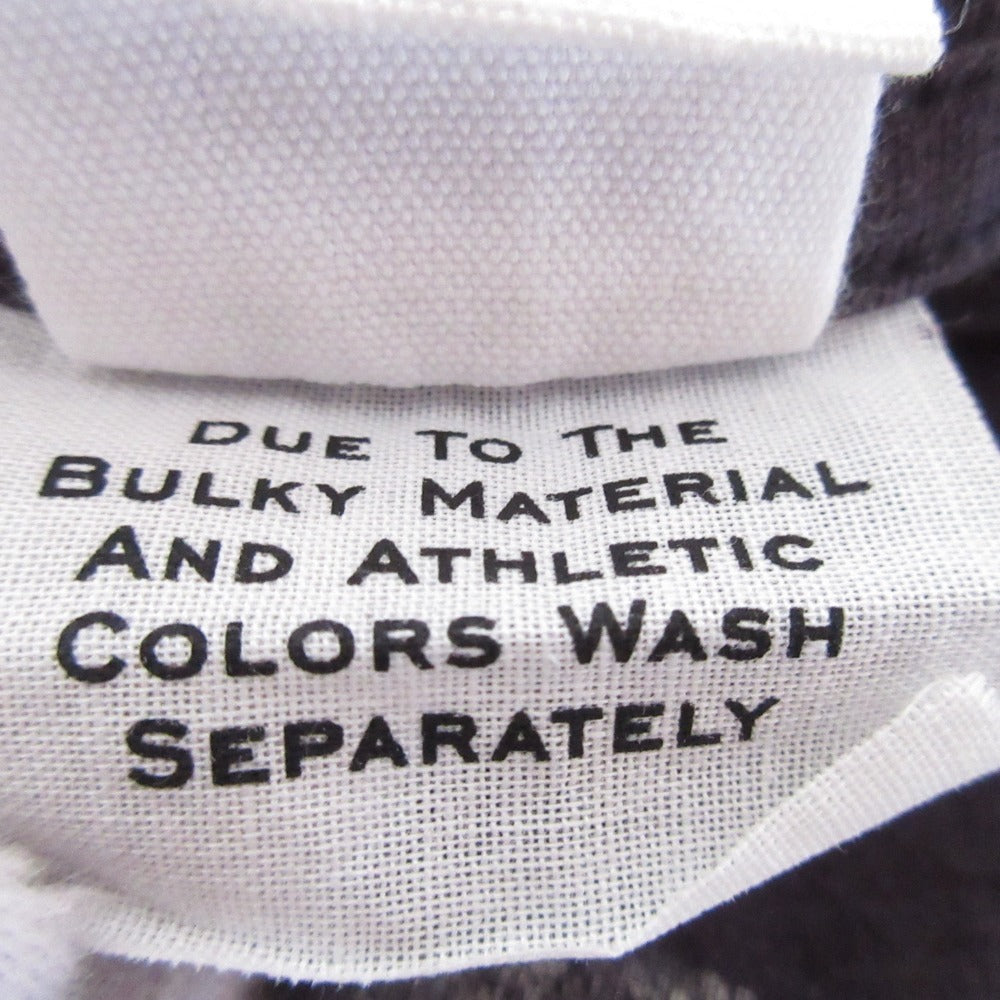 DUE TO THE
BULKY MATERIAL
AND ATHLETIC
COLORS WASH
SEPARATELY